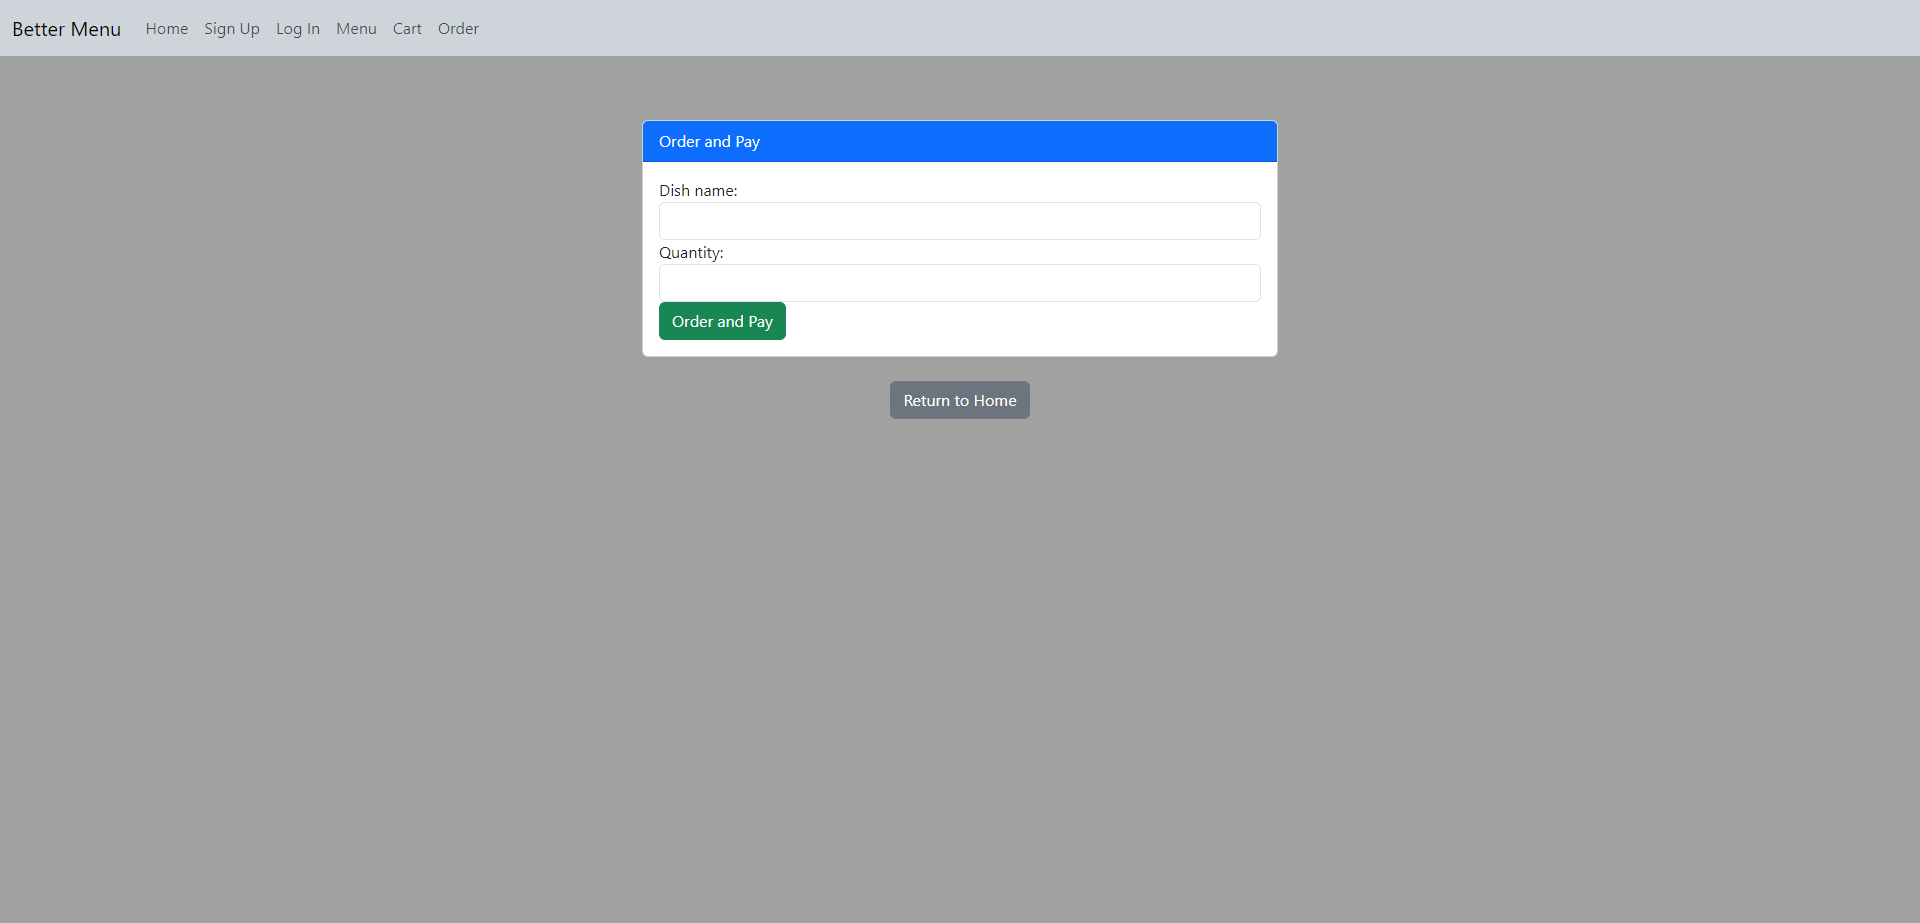 Better Menu Home Sign Up Log In Menu Cart Order
Order and Pay
Dish name:
Quantity:
Order and Pay
Return to Home